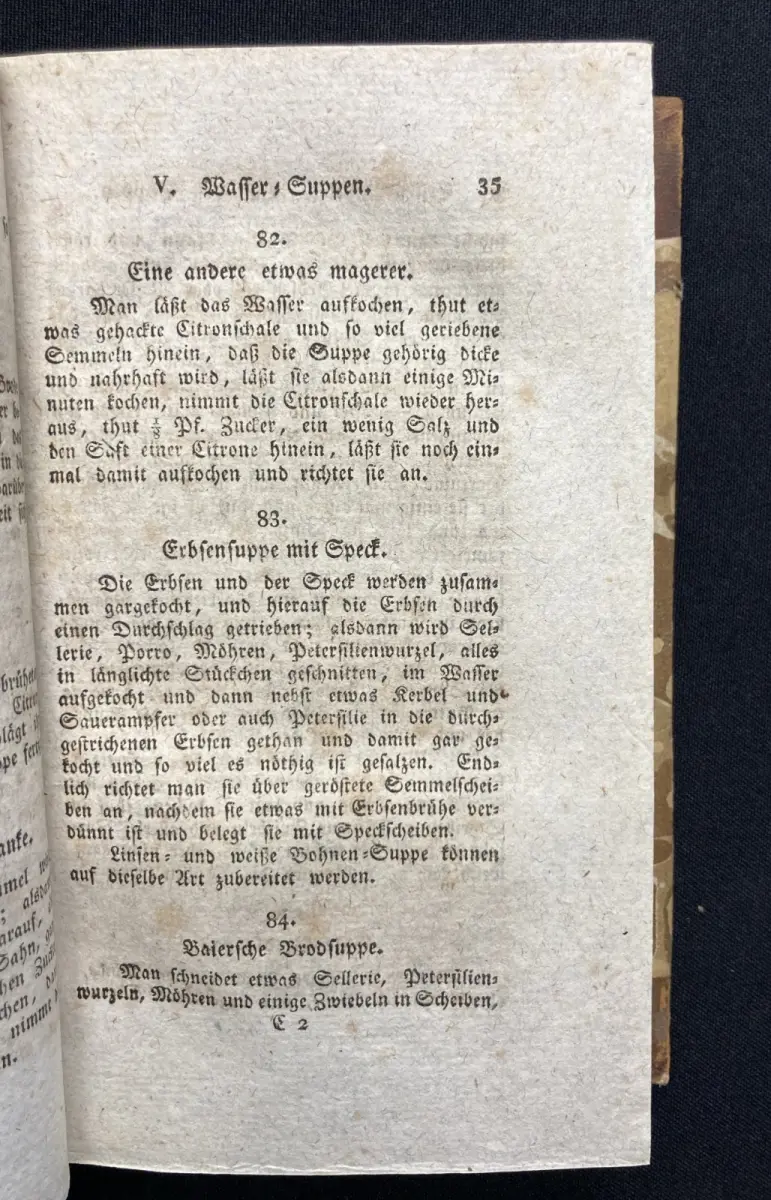 V. Wasser-Suppen. 35
82.
Eine andere etwas magerer.
Man läßt das Wasser aufkochen, thut et-
was gehackte Citronschale und so viel geriebene
Semmeln hinein, daß die Suppe gehörig dicke
und nahrhaft wird, läßt sie alsdann einige Mi-
nuten kochen, nimmt die Citronschale wieder her-
aus, thut ⅛ Pf. Zucker, ein wenig Salz und
den Saft einer Citrone hinein, läßt sie noch ein-
mal damit aufkochen und richtet sie an.
83.
Erbsensuppe mit Speck.
Die Erbsen und der Speck werden zusam-
men gargekocht, und hierauf die Erbsen durch
einen Durchschlag getrieben; alsdann wird Sel-
lerie, Porro, Möhren, Petersilienwurzel, alles
in länglichte Stückchen geschnitten, im Wasser
aufgekocht und dann nebst etwas Kerbel und
Sauerampfer oder auch Petersilie in die durch-
gestrichenen Erbsen gethan und damit gar ge-
kocht und so viel es nöthig ist gesalzen. End-
lich richtet man sie über geröstete Semmelschei-
ben an, nachdem sie etwas mit Erbsenbrühe ver-
dünnt ist und belegt sie mit Speckscheiben.
Linsen- und weiße Bohnen-Suppe können
auf dieselbe Art zubereitet werden.
84.
Baiersche Brodsuppe.
Man schneidet etwas Sellerie, Petersilien-
wurzeln, Möhren und einige Zwiebeln in Scheiben,
C 2